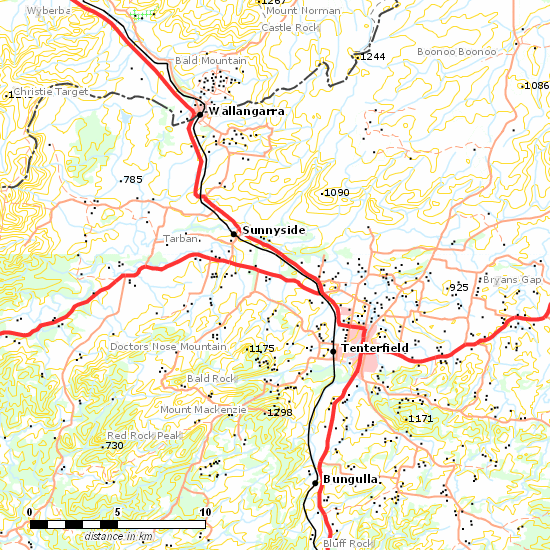 Wyberba
1267
Mount Norman
Castle Rock
Bald Mountain
1244
Boonoo Boonoo
1086
Christie Target
Wallangarra
785
1090
Sunnyside
Tarban
925
Bryans Gap
Doctors Nose Mountain
1175
Tenterfield
Bald Rock
Mount Mackenzie
1298
1171
Red Rock Peak
730
Bungulla
0 5 10
distance in km
Bluff Rock